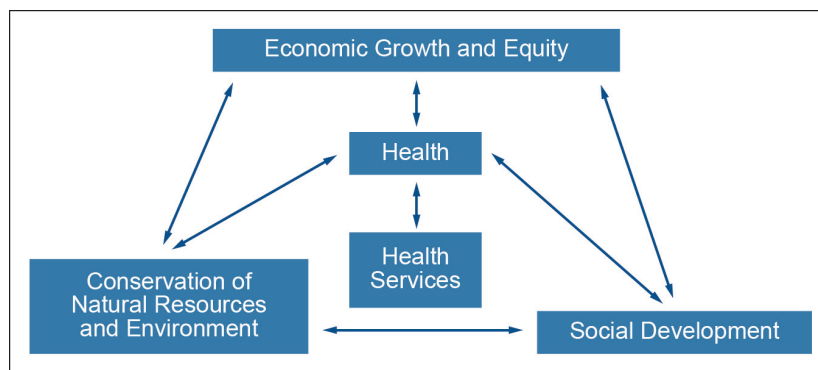 Economic Growth and Equity
Health
Health
Services
Conservation of
Natural Resources
and Environment
Social Development